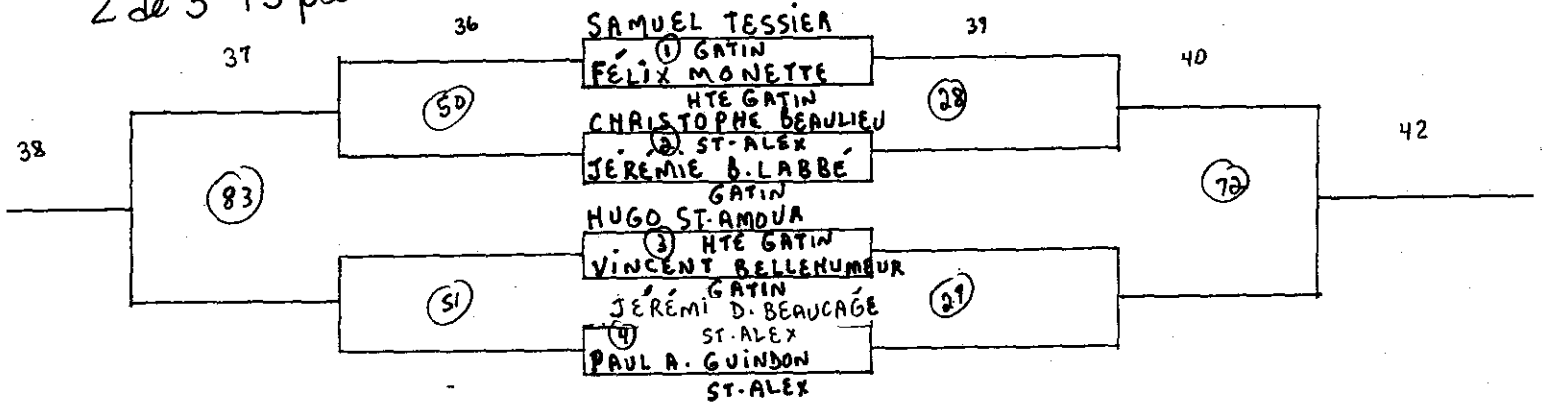 2 de 3 15
38
37
36
SAMUEL TESSIER
① GATIN
FÉLIX MONETTE
HTE GATIN
CHRISTOPHE BEAULIEU
② ST-ALEX
JÉRÉMIE B. LABBÉ
GATIN
HUGO ST-AMOUR
③ HTE GATIN
VINCENT BELLEHUMEUR
GATIN
JÉRÉMI D. BEAUCAGE
④ ST-ALEX
PAUL A. GUINDON
ST-ALEX
39
40
42
50
83
51
28
72
29